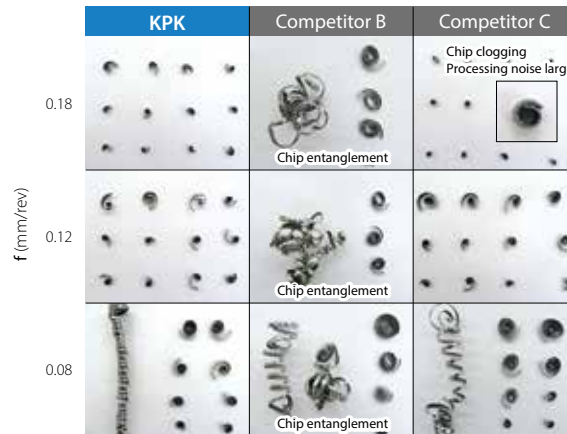 KPK
Competitor B
Competitor C
Chip clogging
Processing noise larg
0.18
Chip entanglement
f (mm/rev)
0.12
Chip entanglement
0.08
Chip entanglement